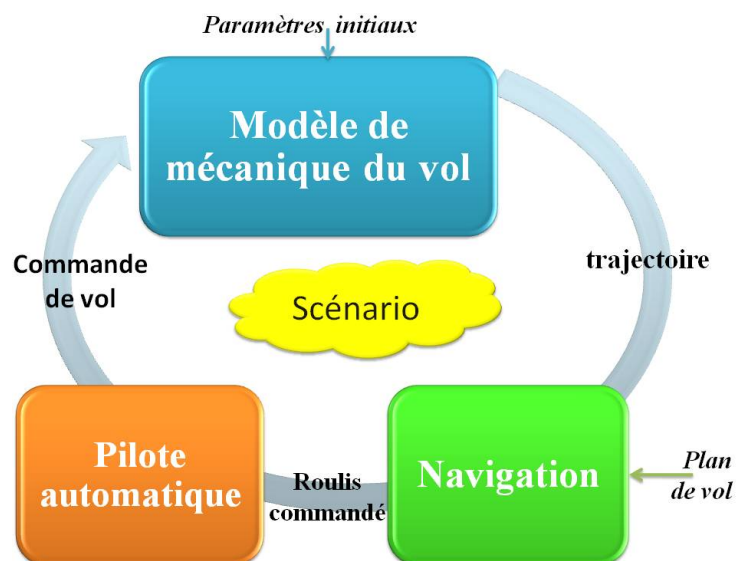 Paramètres initiaux
Modèle de
mécanique du vol
trajectoire
Commande
de vol
Scénario
Pilote
automatique
Roulis
commandé
Navigation
Plan
de vol